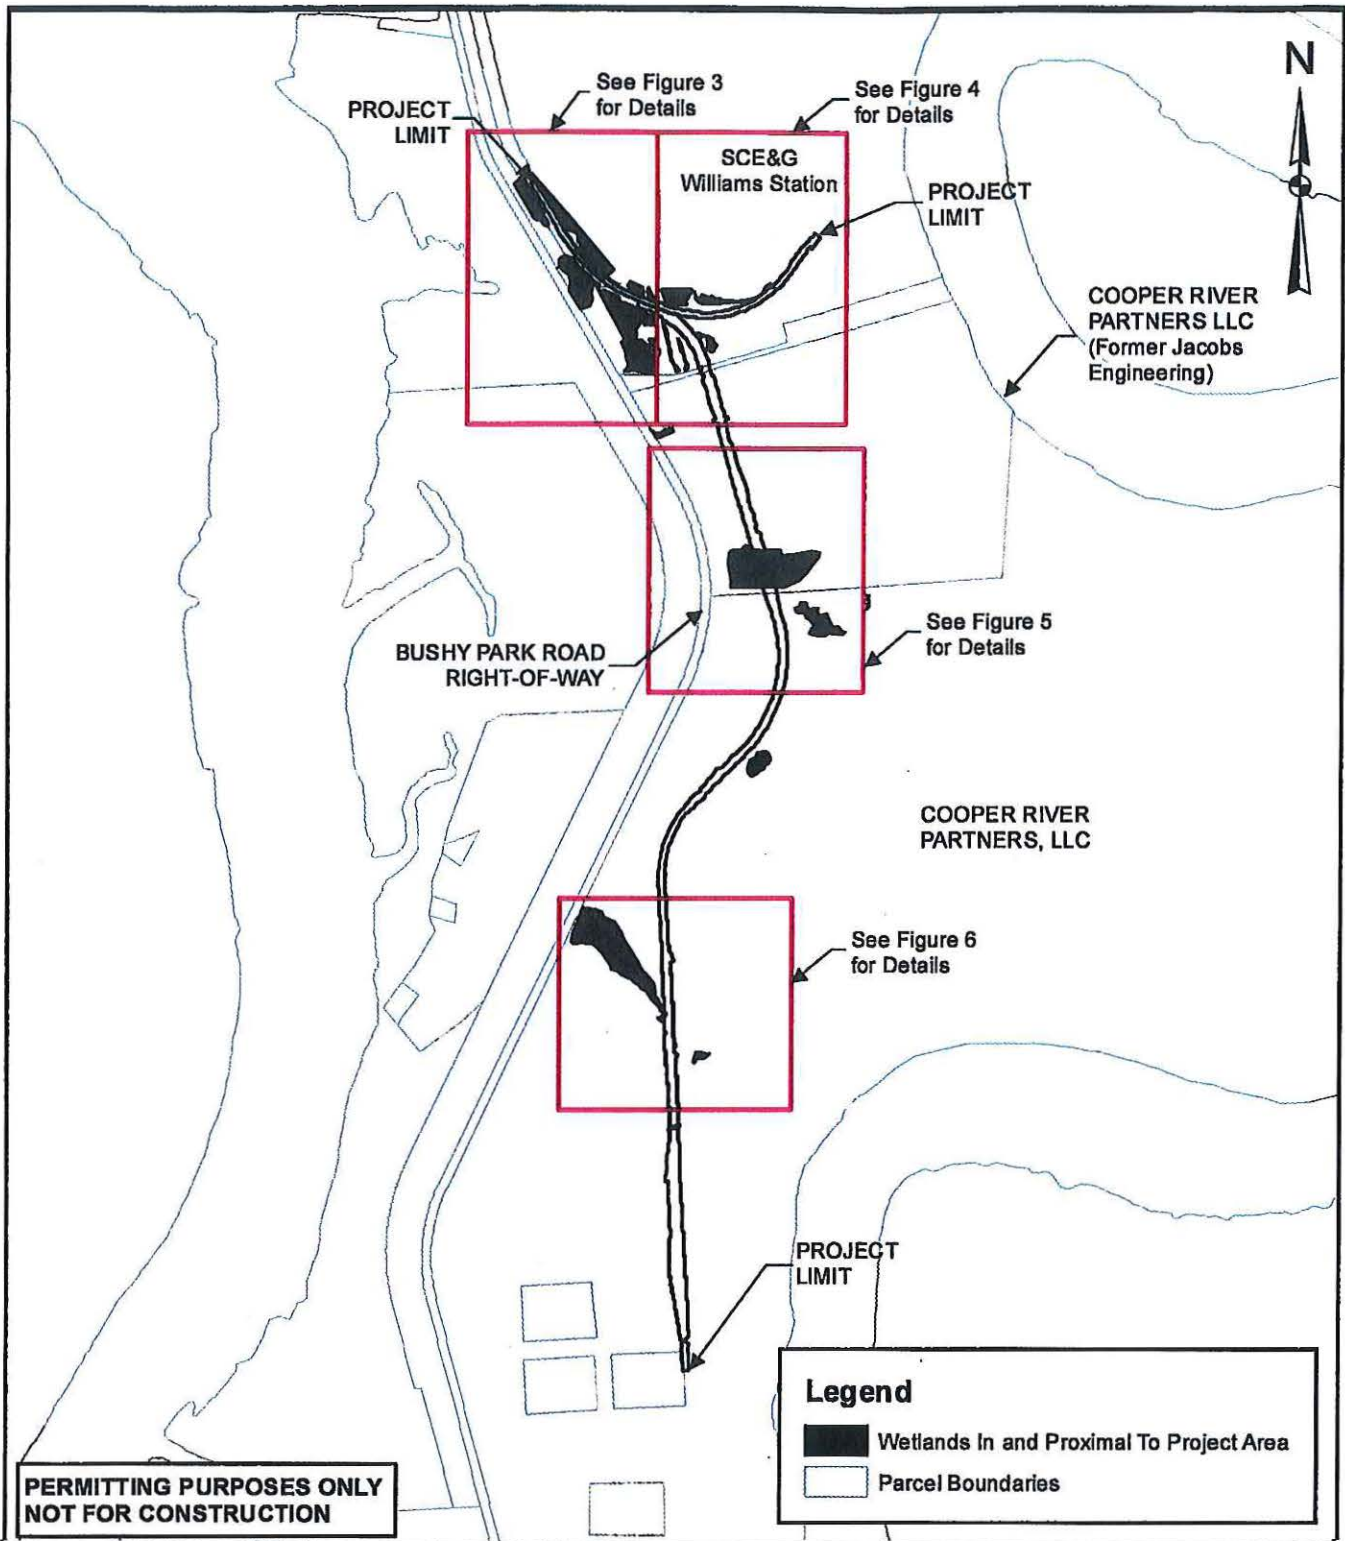 See Figure 3
for Details
See Figure 4
for Details
N
PROJECT
LIMIT
SCE&G
Williams Station
PROJECT
LIMIT
COOPER RIVER
PARTNERS LLC
(Former Jacobs
Engineering)
See Figure 5
for Details
BUSHY PARK ROAD
RIGHT-OF-WAY
COOPER RIVER
PARTNERS, LLC
See Figure 6
for Details
PROJECT
LIMIT
Legend
Wetlands In and Proximal To Project Area
Parcel Boundaries
PERMITTING PURPOSES ONLY
NOT FOR CONSTRUCTION